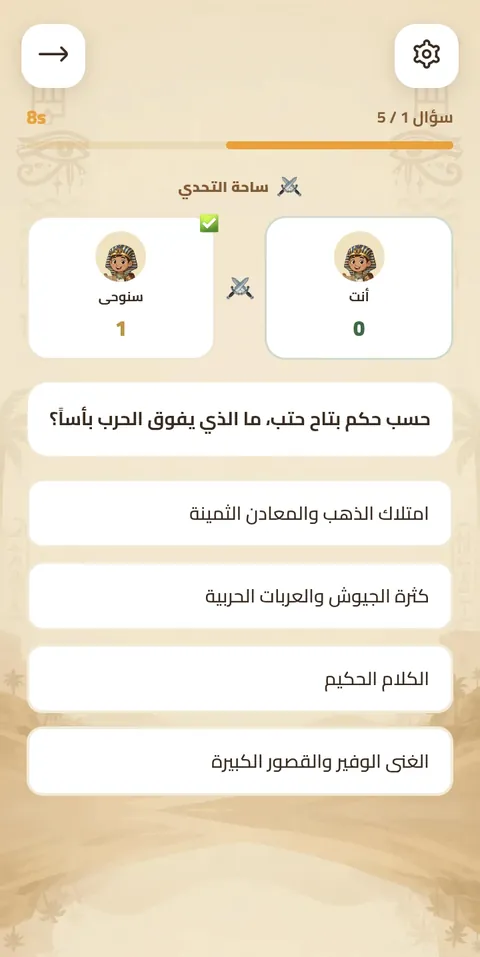 سؤال 1 / 5
8s
ساحة التحدي
أنت
0
سنوحى
1
حسب حكم بتاح حتب، ما الذي يفوق الحرب بأساً؟
امتلاك الذهب والمعادن الثمينة
كثرة الجيوش والعربات الحربية
الكلام الحكيم
الغنى الوفير والقصور الكبيرة